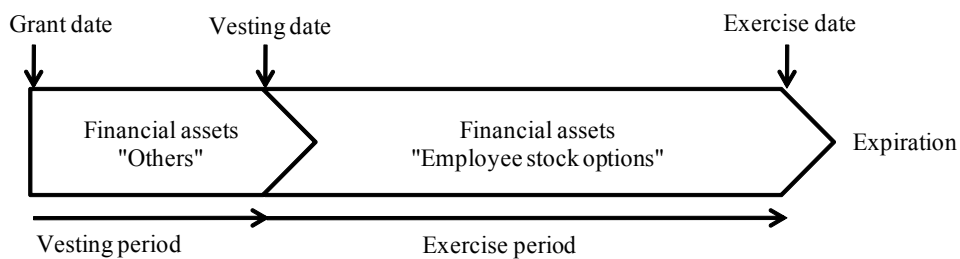 Grant date
Vesting date
Exercise date
Financial assets
"Others"
Financial assets
"Employee stock options"
Expiration
Vesting period
Exercise period